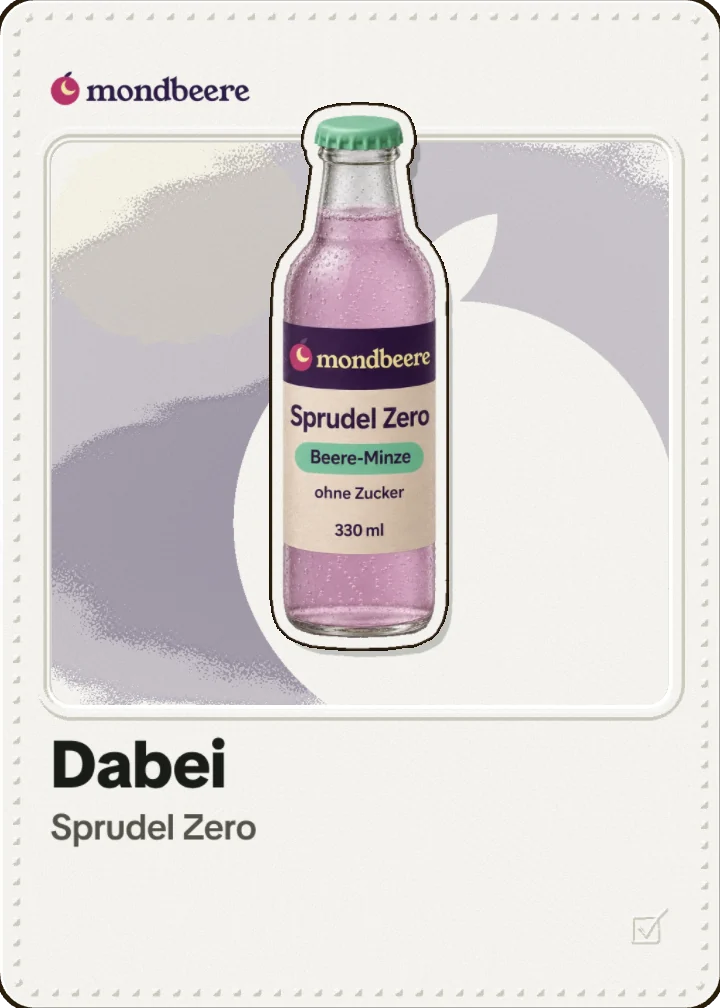 mondbeere
mondbeere
Sprudel Zero
Beere-Minze
ohne Zucker
330 ml
Dabei
Sprudel Zero